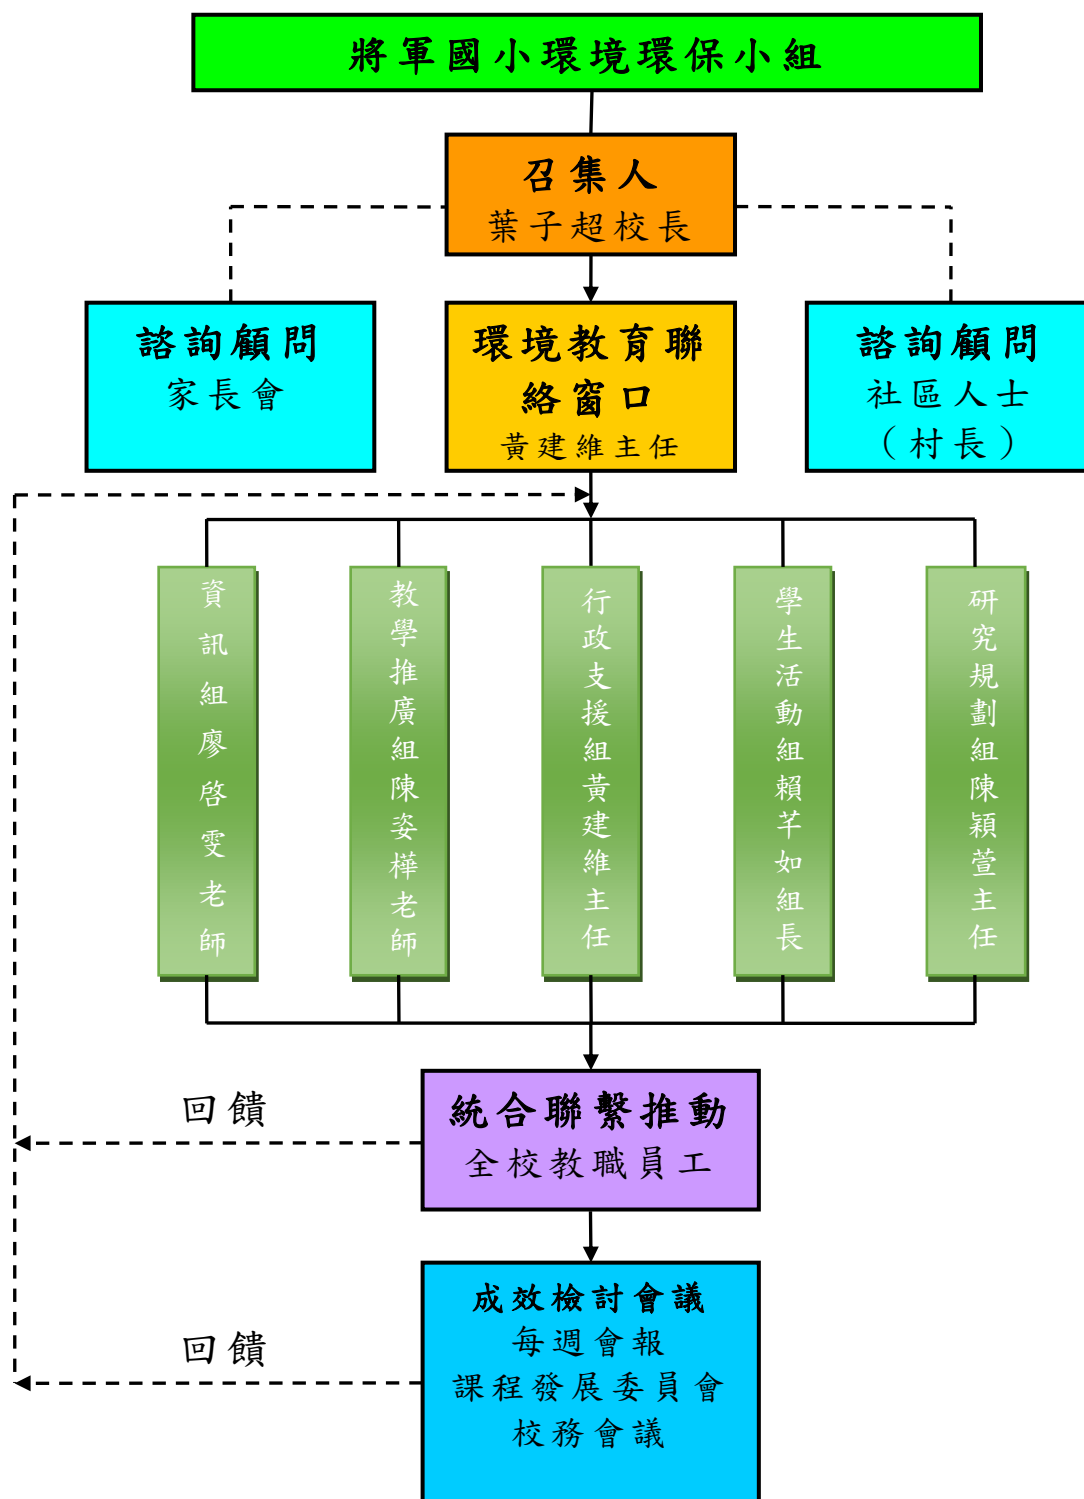 將軍國小環境環保小組
召集人
葉子超校長
諮詢顧問
家長會
環境教育聯
絡窗口
黃建維主任
諮詢顧問
社區人士
（村長）
資訊組廖啓雯老師
教學推廣組陳姿樺老師
行政支援組黃建維主任
學生活動組賴芊如組長
研究規劃組陳穎萱主任
回饋
統合聯繫推動
全校教職員工
回饋
成效檢討會議
每週會報
課程發展委員會
校務會議